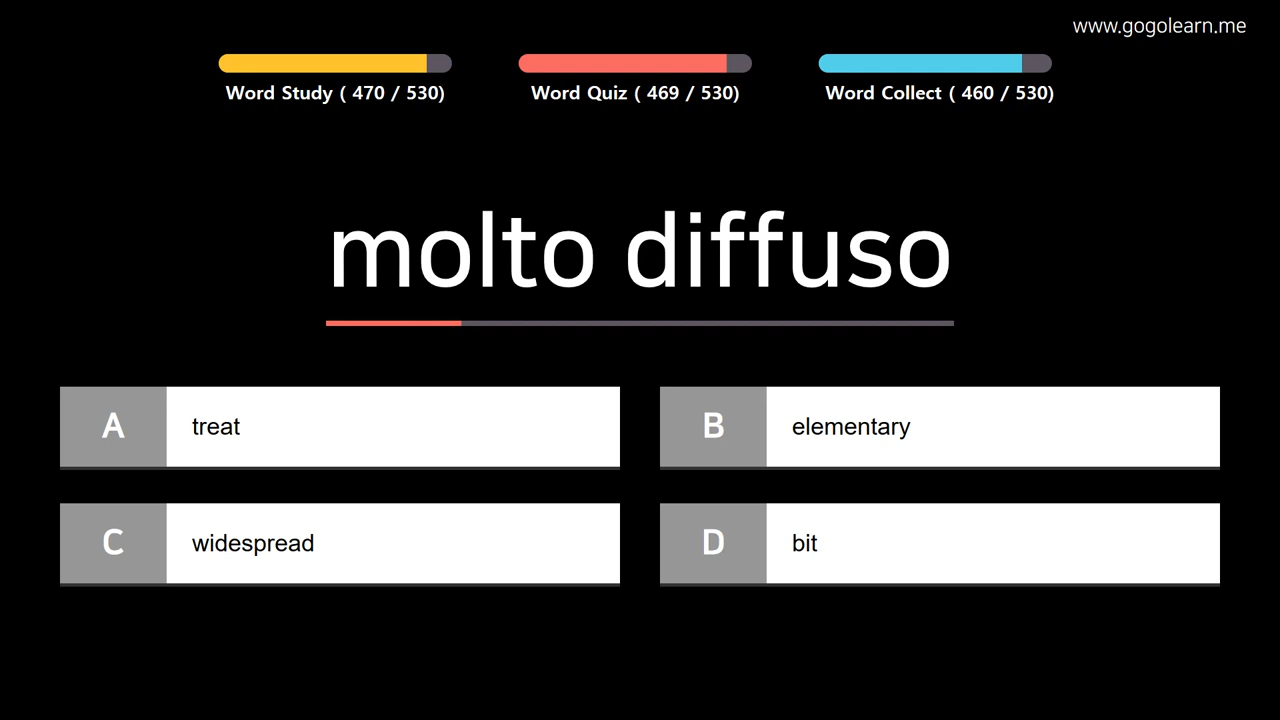 www.gogolearn.me
Word Study ( 470 / 530)
Word Quiz ( 469 / 530)
Word Collect ( 460 / 530)
molto diffuso
A treat
B elementary
C widespread
D bit